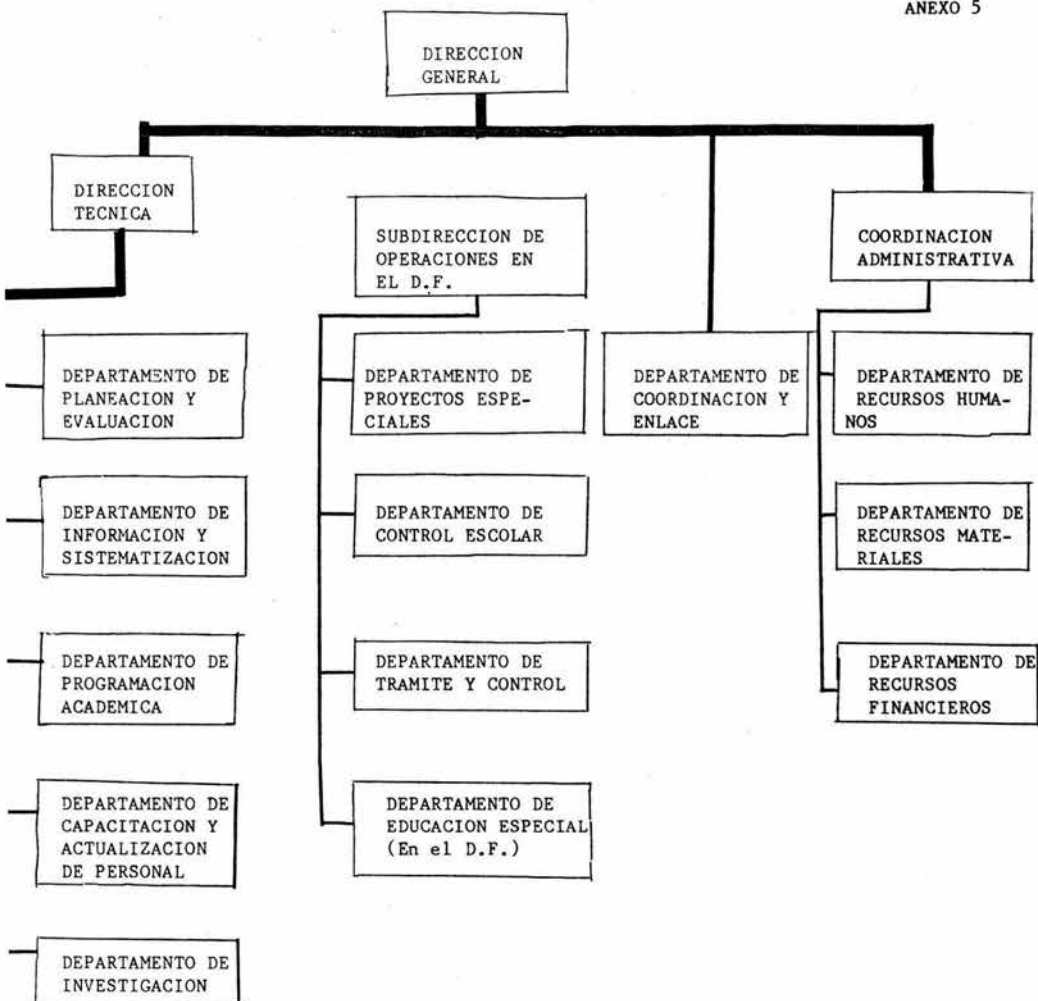 ANEXO 5
DIRECCION
GENERAL
DIRECCION
TECNICA
SUBDIRECCION DE
OPERACIONES EN
EL D.F.
COORDINACION
ADMINISTRATIVA
DEPARTAMENTO DE
PLANEACION Y
EVALUACION
DEPARTAMENTO DE
INFORMACION Y
SISTEMATIZACION
DEPARTAMENTO DE
PROGRAMACION
ACADEMICA
DEPARTAMENTO DE
CAPACITACION Y
ACTUALIZACION
DE PERSONAL
DEPARTAMENTO DE
INVESTIGACION
DEPARTAMENTO DE
PROYECTOS ESPE-
CIALES
DEPARTAMENTO DE
CONTROL ESCOLAR
DEPARTAMENTO DE
TRAMITE Y CONTROL
DEPARTAMENTO DE
EDUCACION ESPECIAL
(En el D.F.)
DEPARTAMENTO DE
COORDINACION Y
ENLACE
DEPARTAMENTO DE
RECURSOS HUMA-
NOS
DEPARTAMENTO DE
RECURSOS MATE-
RIALES
DEPARTAMENTO DE
RECURSOS
FINANCIEROS